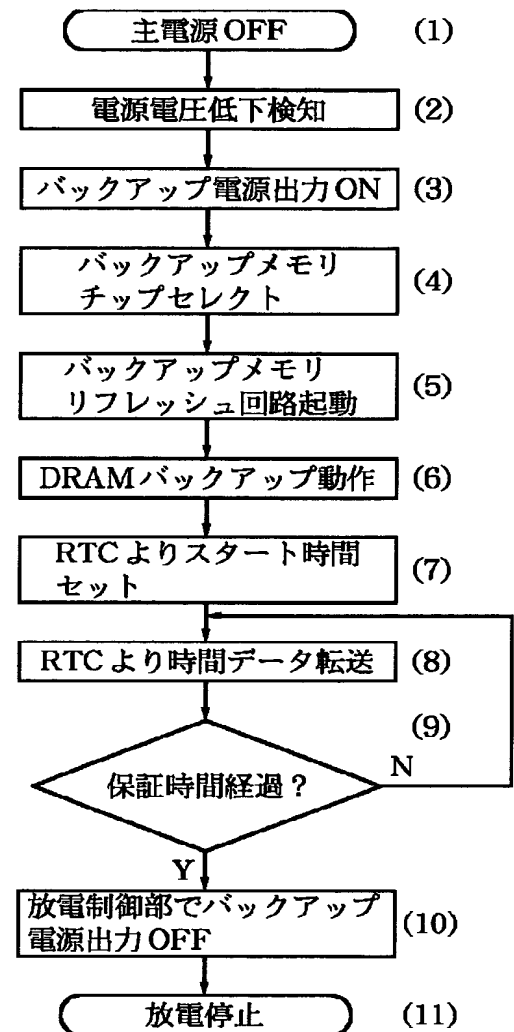 主電源OFF (1)
電源電圧低下検知 (2)
バックアップ電源出力ON (3)
バックアップメモリ
チップセレクト (4)
バックアップメモリ
リフレッシュ回路起動 (5)
DRAMバックアップ動作 (6)
RTCよりスタート時間
セット (7)
RTCより時間データ転送 (8)
(9)
保証時間経過？ N
Y
放電制御部でバックアップ
電源出力OFF (10)
放電停止 (11)